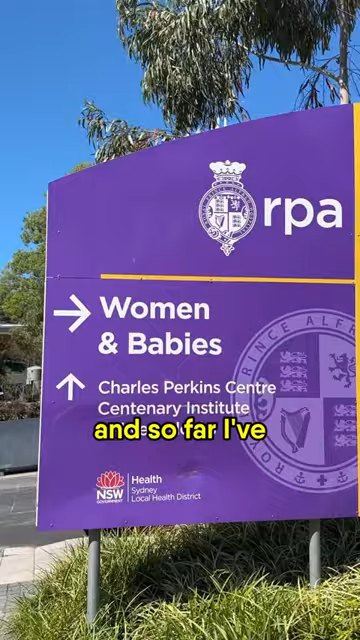 rpa
Women
& Babies
Charles Perkins Centre
Centenary Institute
and so far I've
NSW
GOVERNMENT
Health
Sydney
Local Health District